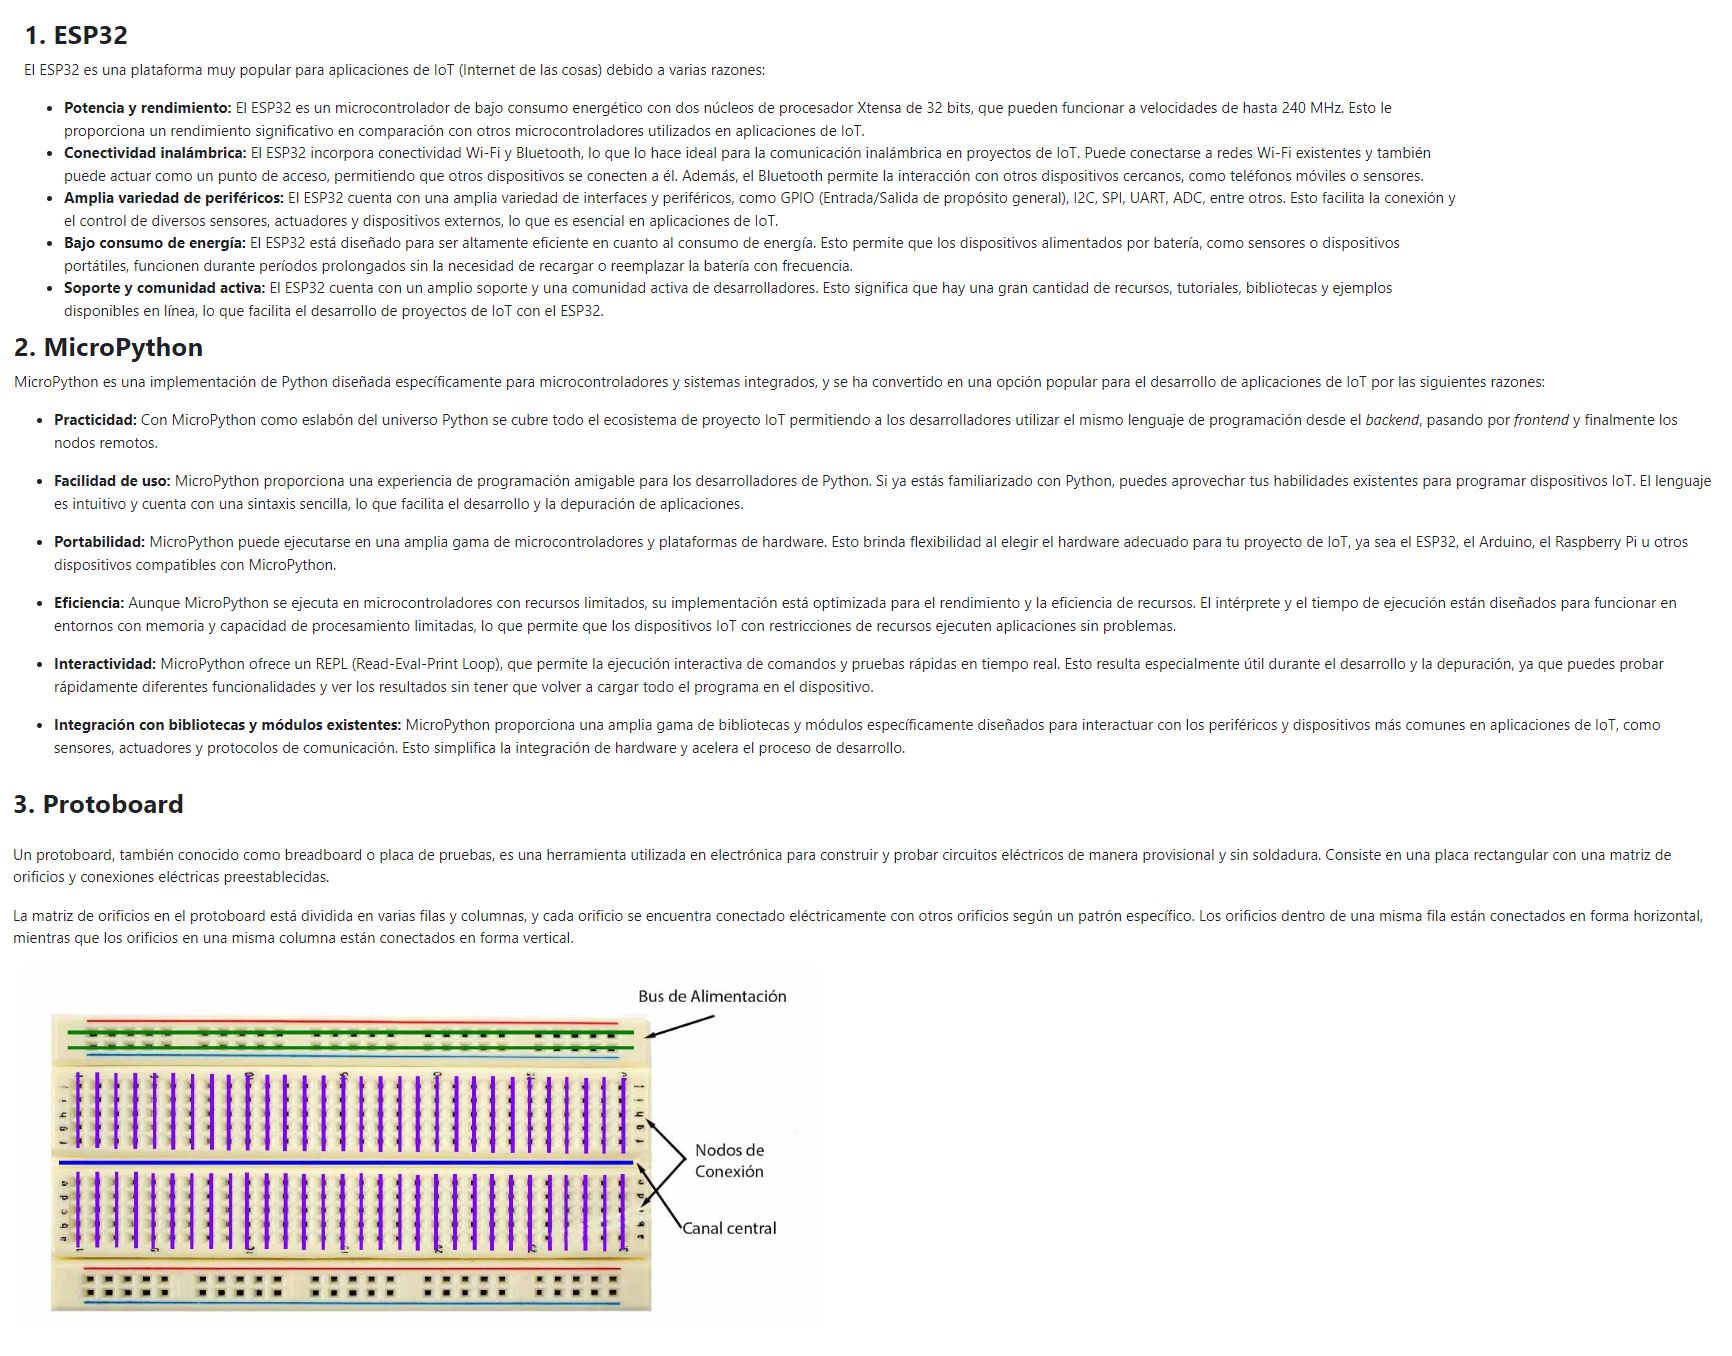 1. ESP32
El ESP32 es una plataforma muy popular para aplicaciones de IoT (Internet de las cosas) debido a varias razones:
• Potencia y rendimiento: El ESP32 es un microcontrolador de bajo consumo energético con dos núcleos de procesador Xtensa de 32 bits, que pueden funcionar a velocidades de hasta 240 MHz. Esto le
proporciona un rendimiento significativo en comparación con otros microcontroladores utilizados en aplicaciones de IoT.
• Conectividad inalámbrica: El ESP32 incorpora conectividad Wi-Fi y Bluetooth, lo que lo hace ideal para la comunicación inalámbrica en proyectos de IoT. Puede conectarse a redes Wi-Fi existentes y también
puede actuar como un punto de acceso, permitiendo que otros dispositivos se conecten a él. Además, el Bluetooth permite la interacción con otros dispositivos cercanos, como teléfonos móviles o sensores.
• Amplia variedad de periféricos: El ESP32 cuenta con una amplia variedad de interfaces y periféricos, como GPIO (Entrada/Salida de propósito general), I2C, SPI, UART, ADC, entre otros. Esto facilita la conexión y
el control de diversos sensores, actuadores y dispositivos externos, lo que es esencial en aplicaciones de IoT.
• Bajo consumo de energía: El ESP32 está diseñado para ser altamente eficiente en cuanto al consumo de energía. Esto permite que los dispositivos alimentados por batería, como sensores o dispositivos
portátiles, funcionen durante períodos prolongados sin la necesidad de recargar o reemplazar la batería con frecuencia.
• Soporte y comunidad activa: El ESP32 cuenta con un amplio soporte y una comunidad activa de desarrolladores. Esto significa que hay una gran cantidad de recursos, tutoriales, bibliotecas y ejemplos
disponibles en línea, lo que facilita el desarrollo de proyectos de IoT con el ESP32.
2. MicroPython
MicroPython es una implementación de Python diseñada específicamente para microcontroladores y sistemas integrados, y se ha convertido en una opción popular para el desarrollo de aplicaciones de IoT por las siguientes razones:
• Practicidad: Con MicroPython como eslabón del universo Python se cubre todo el ecosistema de proyecto IoT permitiendo a los desarrolladores utilizar el mismo lenguaje de programación desde el backend, pasando por frontend y finalmente los
nodos remotos.
• Facilidad de uso: MicroPython proporciona una experiencia de programación amigable para los desarrolladores de Python. Si ya estás familiarizado con Python, puedes aprovechar tus habilidades existentes para programar dispositivos IoT. El lenguaje
es intuitivo y cuenta con una sintaxis sencilla, lo que facilita el desarrollo y la depuración de aplicaciones.
• Portabilidad: MicroPython puede ejecutarse en una amplia gama de microcontroladores y plataformas de hardware. Esto brinda flexibilidad al elegir el hardware adecuado para tu proyecto de IoT, ya sea el ESP32, el Arduino, el Raspberry Pi u otros
dispositivos compatibles con MicroPython.
• Eficiencia: Aunque MicroPython se ejecuta en microcontroladores con recursos limitados, su implementación está optimizada para el rendimiento y la eficiencia de recursos. El intérprete y el tiempo de ejecución están diseñados para funcionar en
entornos con memoria y capacidad de procesamiento limitadas, lo que permite que los dispositivos IoT con restricciones de recursos ejecuten aplicaciones sin problemas.
• Interactividad: MicroPython ofrece un REPL (Read-Eval-Print Loop), que permite la ejecución interactiva de comandos y pruebas rápidas en tiempo real. Esto resulta especialmente útil durante el desarrollo y la depuración, ya que puedes probar
rápidamente diferentes funcionalidades y ver los resultados sin tener que volver a cargar todo el programa en el dispositivo.
• Integración con bibliotecas y módulos existentes: MicroPython proporciona una amplia gama de bibliotecas y módulos específicamente diseñados para interactuar con los periféricos y dispositivos más comunes en aplicaciones de IoT, como
sensores, actuadores y protocolos de comunicación. Esto simplifica la integración de hardware y acelera el proceso de desarrollo.
3. Protoboard
Un protoboard, también conocido como breadboard o placa de pruebas, es una herramienta utilizada en electrónica para construir y probar circuitos eléctricos de manera provisional y sin soldadura. Consiste en una placa rectangular con una matriz de
orificios y conexiones eléctricas preestablecidas.
La matriz de orificios en el protoboard está dividida en varias filas y columnas, y cada orificio se encuentra conectado eléctricamente con otros orificios según un patrón específico. Los orificios dentro de una misma fila están conectados en forma horizontal,
mientras que los orificios en una misma columna están conectados en forma vertical.
Bus de Alimentación
Nodos de
Conexión
Canal central